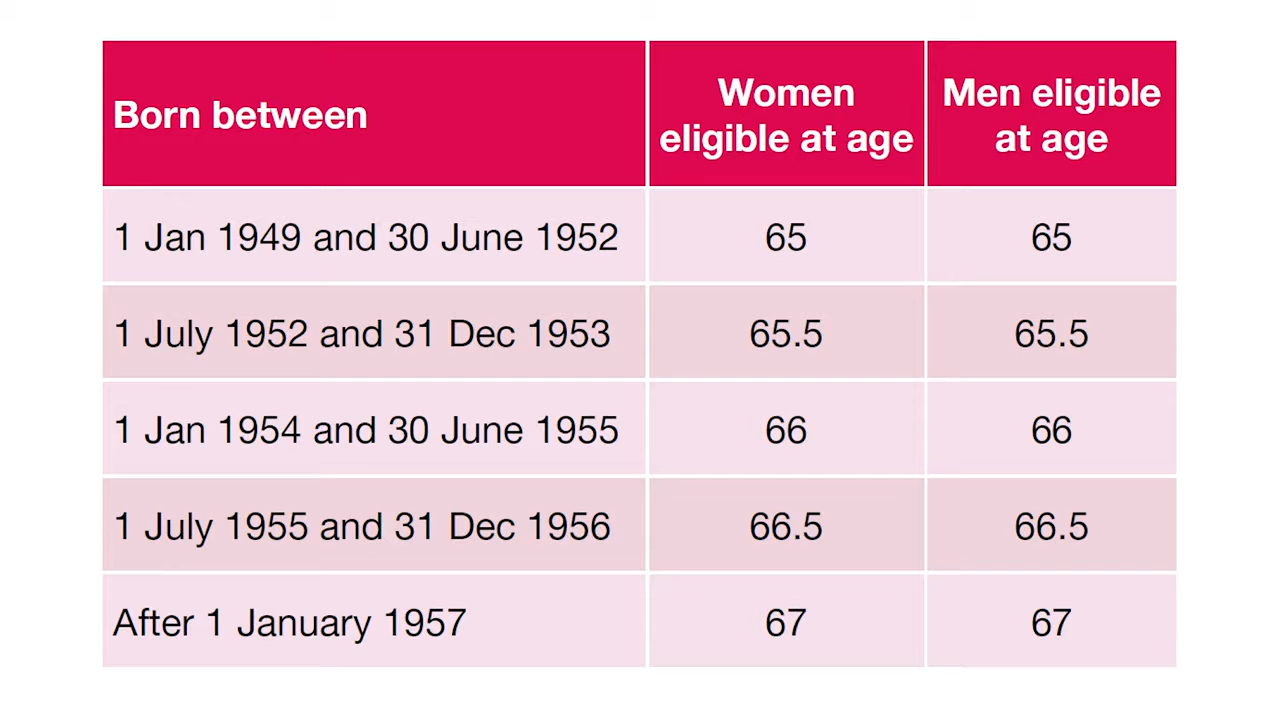 Born between
Women
eligible at age
Men eligible
at age
1 Jan 1949 and 30 June 1952 65 65
1 July 1952 and 31 Dec 1953 65.5 65.5
1 Jan 1954 and 30 June 1955 66 66
1 July 1955 and 31 Dec 1956 66.5 66.5
After 1 January 1957 67 67